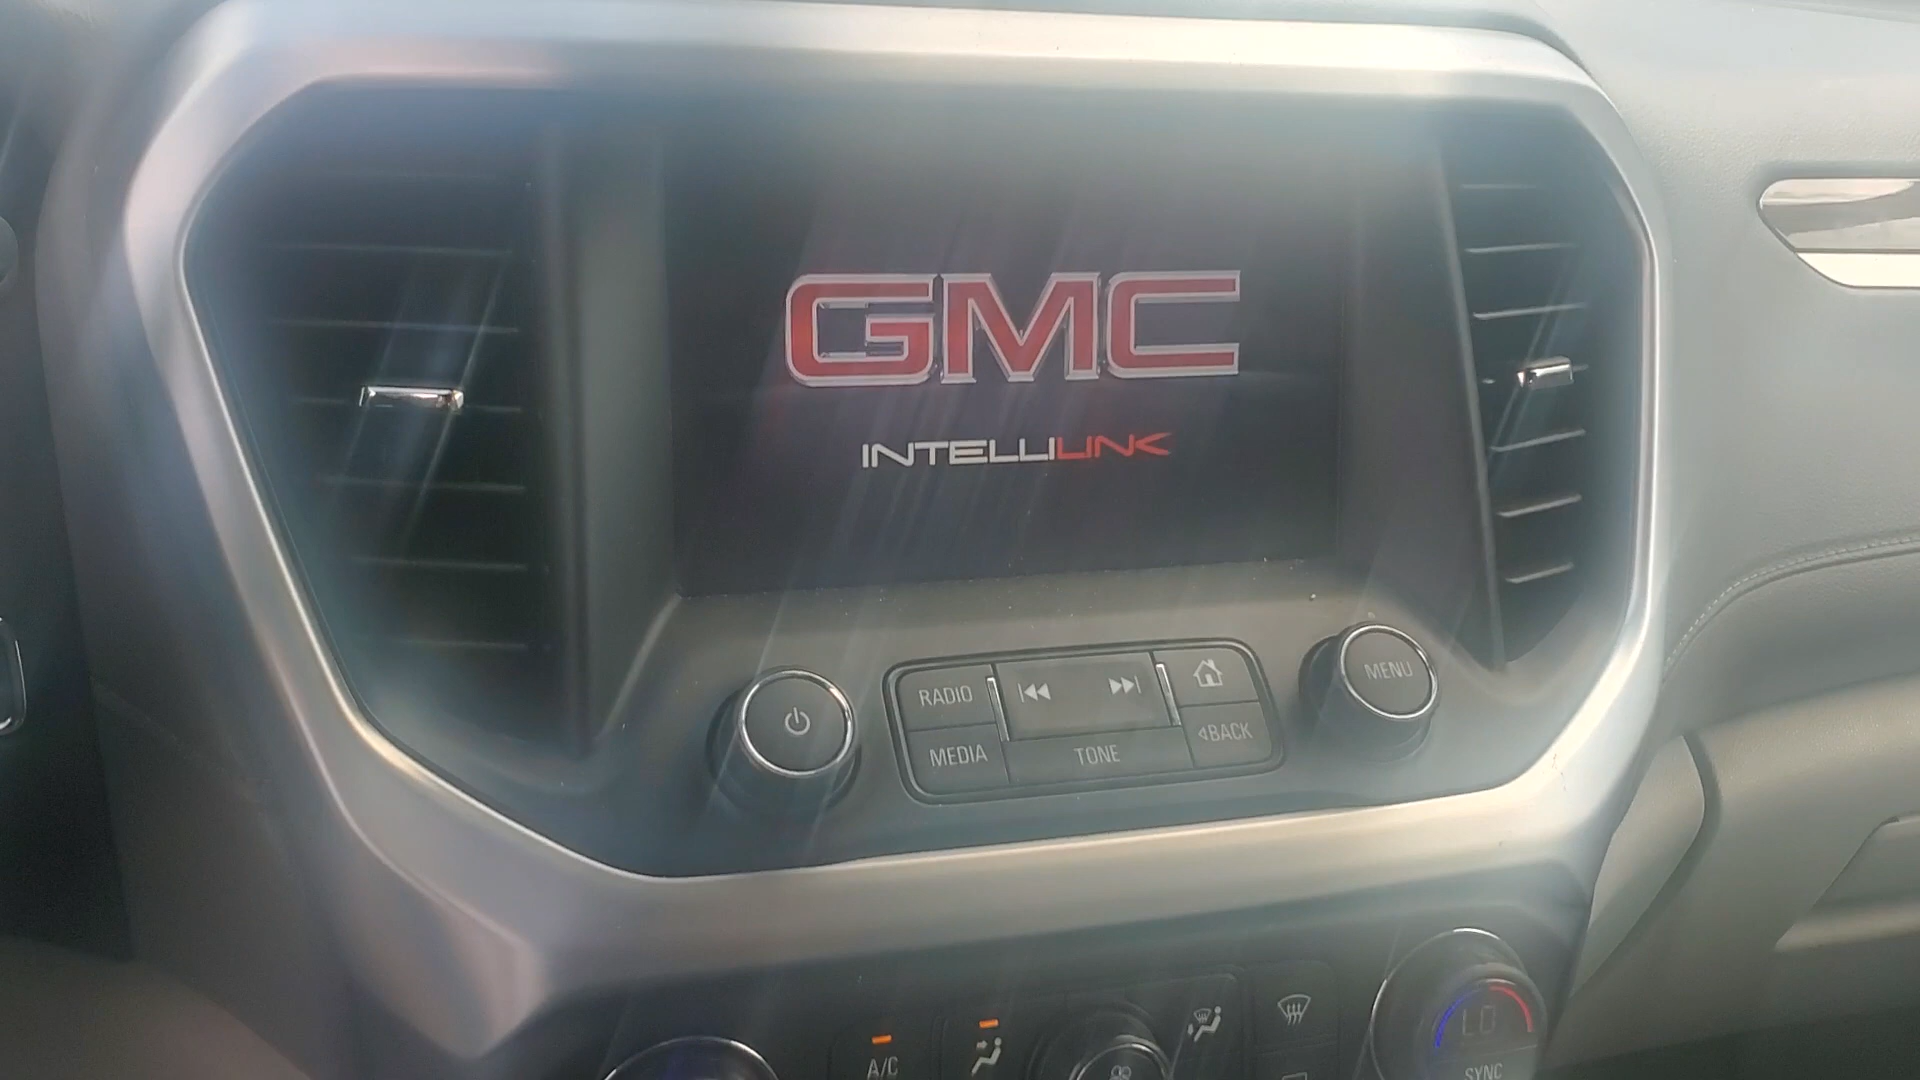 GMC
INTELLILINK
RADIO
MEDIA
TONE
BACK
MENU
A/C
LO
SYNC